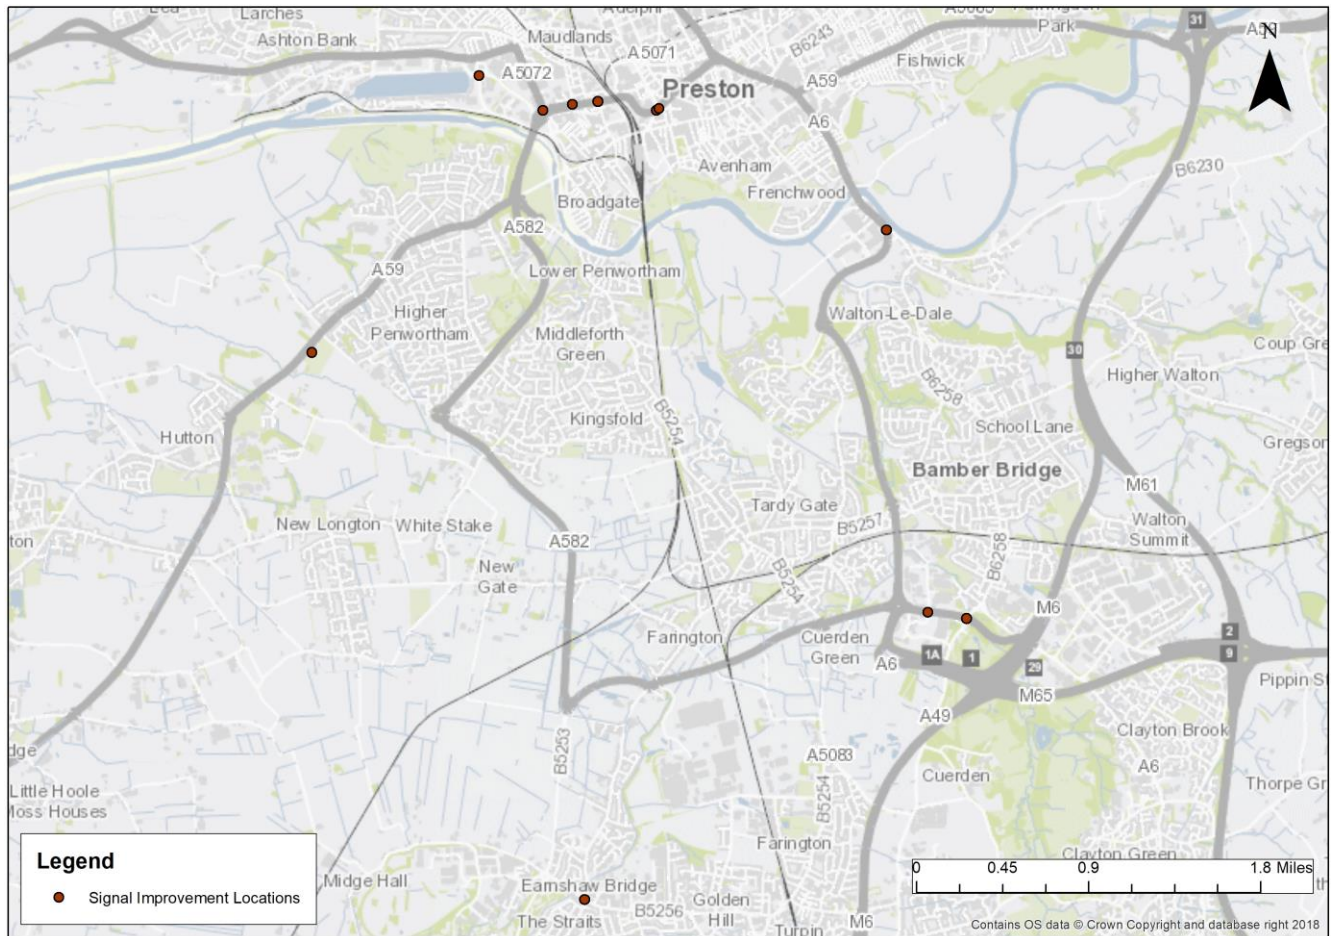 Larches
Ashton Bank
Maudlands
A5071
B6243
Park
31
N
Fishwick
A5072
A59
Preston
A6
Avenham
B6230
Frenchwood
Broadgate
A582
A59
Lower Penwortham
Higher
Penwortham
Walton-Le-Dale
Middleforth
Green
30
Coup Gre
Higher Walton
B6258
Kingsfold
B5254
School Lane
Hutton
Gregson
Bamber Bridge
M61
Tardy Gate
New Longton
White Stake
B5257
Walton
Summit
ton
A582
B6258
New
Gate
B5254
M6
Farington
Cuerden
Green
2
9
1A
1
29
A6
M65
Pippin St
A49
B5253
Clayton Brook
A5083
dge
A6
Cuerden
Little Hoole
Moss Houses
B5254
Thorpe Gr
Farington
Clayton Green
Legend
Signal Improvement Locations
0 0.45 0.9 1.8 Miles
Midge Hall
Earnshaw Bridge
The Straits
B5256
Golden
Hill
M6
Contains OS data © Crown Copyright and database right 2018